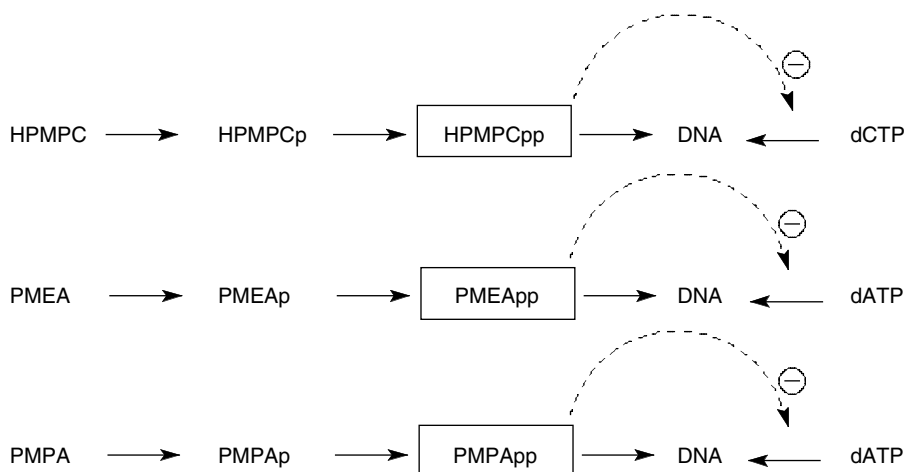 HPMPC HPMPCp HPMPCpp DNA dCTP
PMEA PMEAp PMEApp DNA dATP
PMPA PMPAp PMPApp DNA dATP